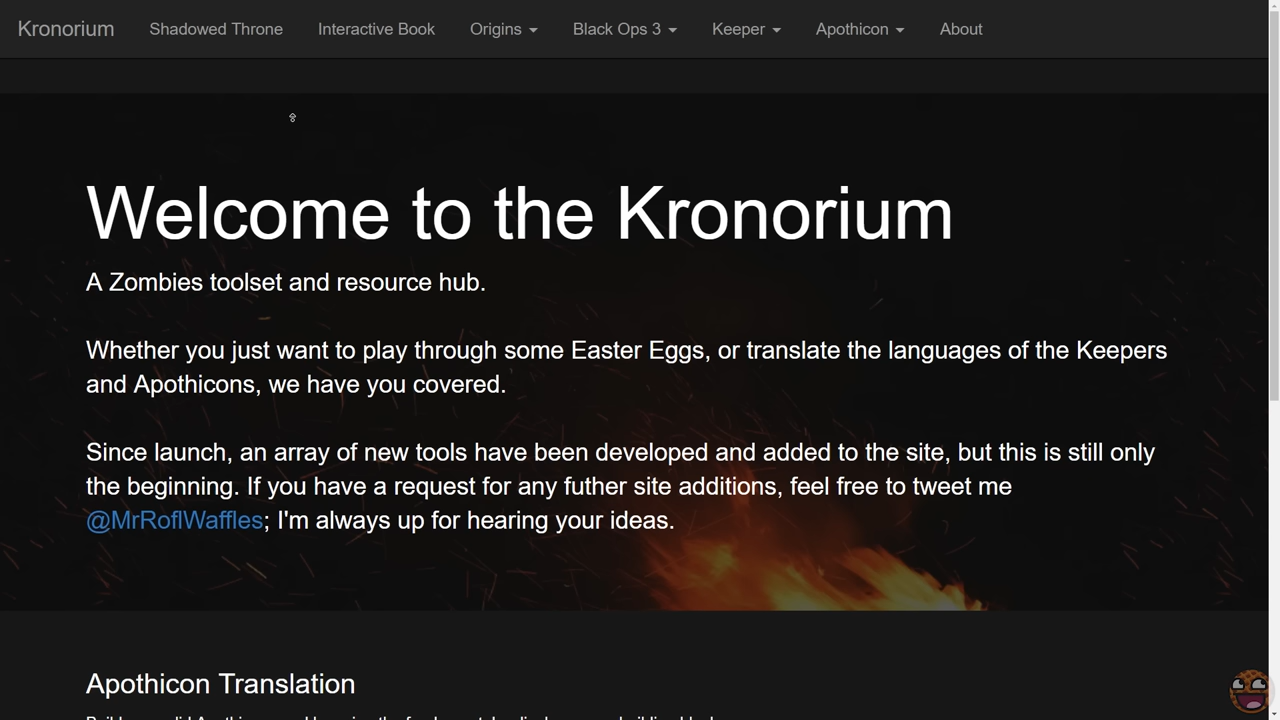 Kronorium Shadowed Throne Interactive Book Origins Black Ops 3 Keeper Apothicon About
Welcome to the Kronorium
A Zombies toolset and resource hub.
Whether you just want to play through some Easter Eggs, or translate the languages of the Keepers
and Apothicons, we have you covered.
Since launch, an array of new tools have been developed and added to the site, but this is still only
the beginning. If you have a request for any futher site additions, feel free to tweet me
@MrRoflWaffles; I'm always up for hearing your ideas.
Apothicon Translation